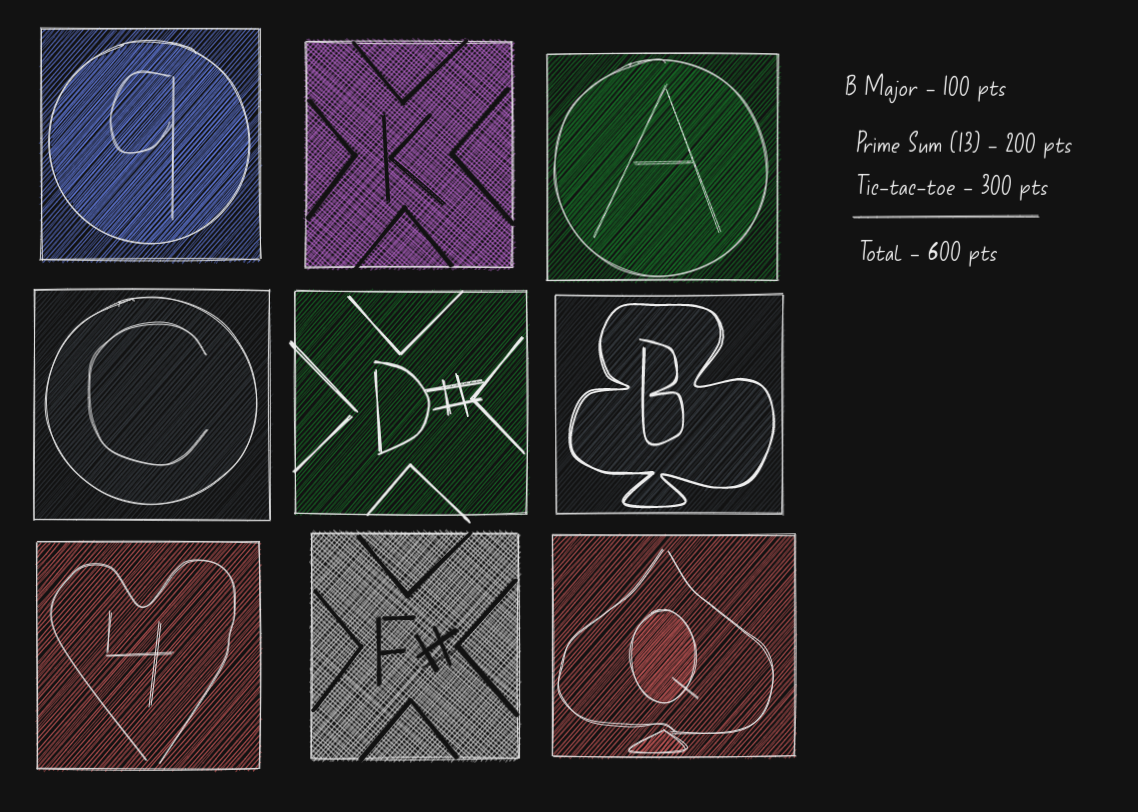 9 K A
C D# B
4 F# Q
B Major - 100 pts
Prime Sum (13) - 200 pts
Tic-tac-toe - 300 pts
Total - 600 pts